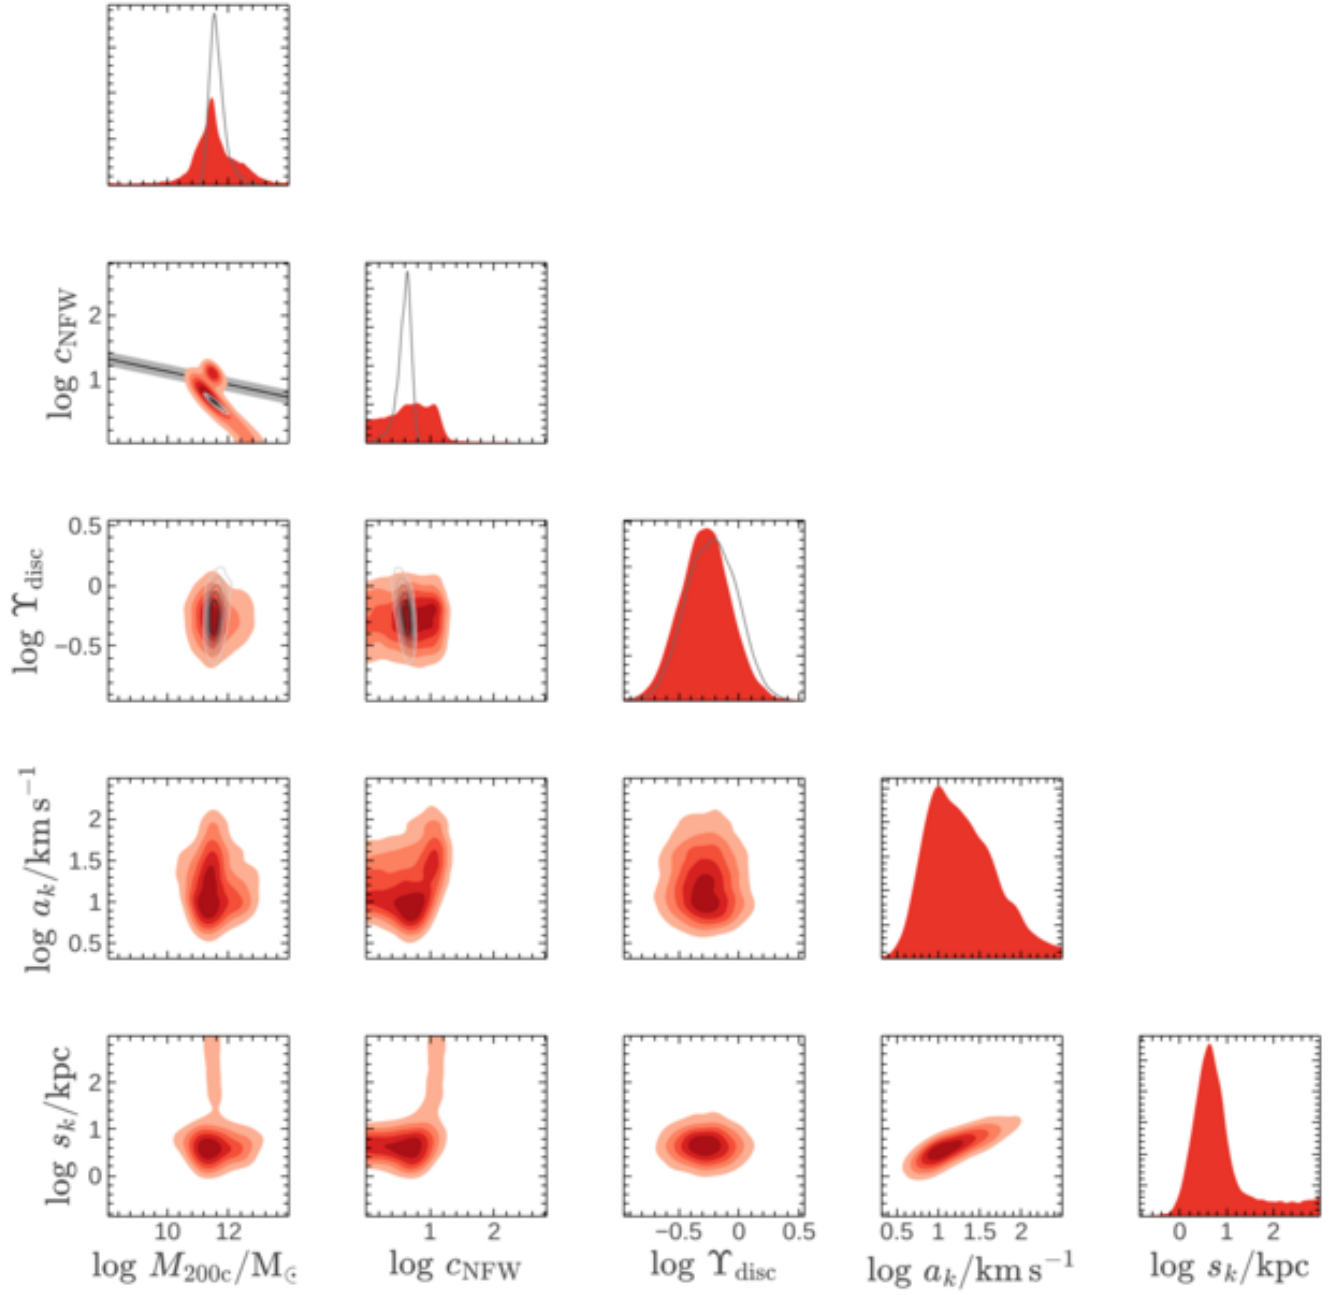 log c_NFW
2
1
log ϒ_disc
0.5
0
−0.5
log a_k/km s⁻¹
2
1.5
1
0.5
log s_k/kpc
2
1
0
10 12
1 2
−0.5 0 0.5
0.5 1 1.5 2
0 1 2
log M_200c/M_⊙
log c_NFW
log ϒ_disc
log a_k/km s⁻¹
log s_k/kpc